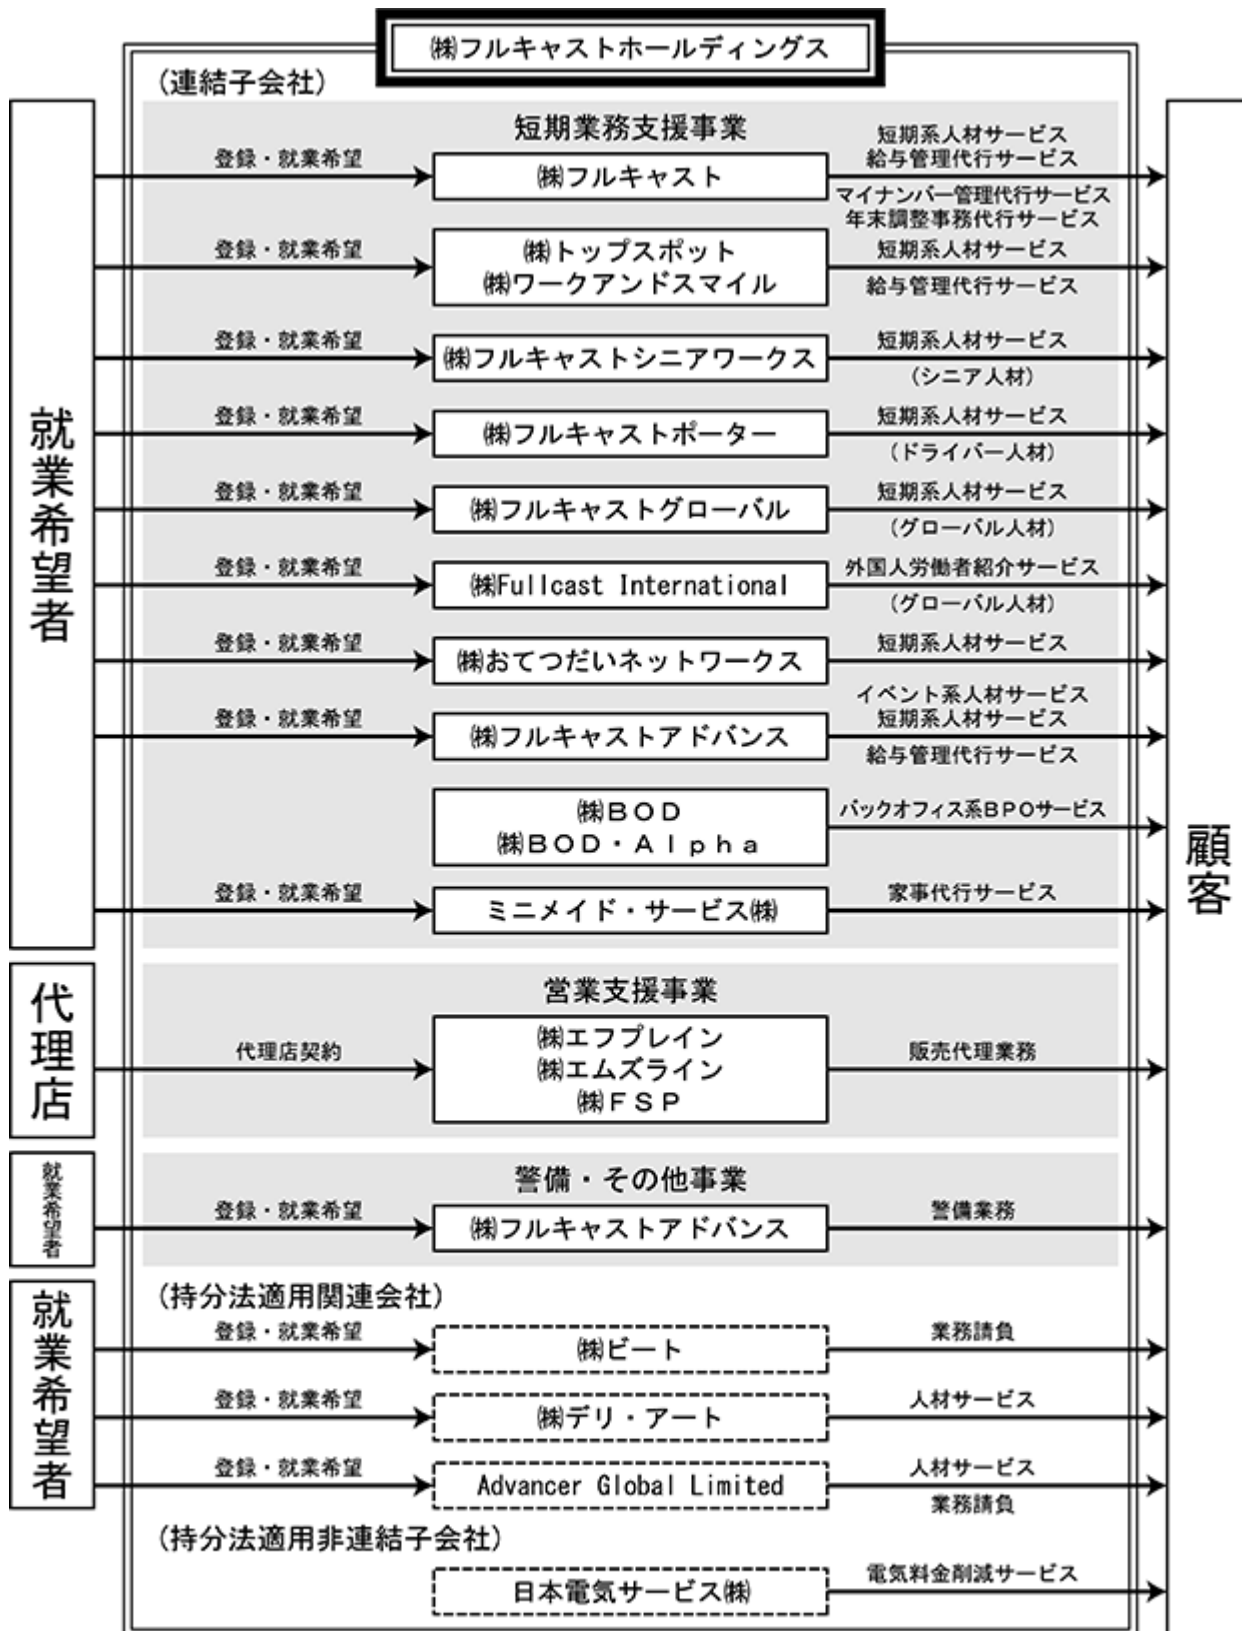 ㈱フルキャストホールディングス
(連結子会社)
就業希望者
顧客
短期業務支援事業
登録・就業希望
㈱フルキャスト
短期系人材サービス
給与管理代行サービス
マイナンバー管理代行サービス
年末調整事務代行サービス
登録・就業希望
㈱トップスポット
㈱ワークアンドスマイル
短期系人材サービス
給与管理代行サービス
登録・就業希望
㈱フルキャストシニアワークス
短期系人材サービス
(シニア人材)
登録・就業希望
㈱フルキャストポーター
短期系人材サービス
(ドライバー人材)
登録・就業希望
㈱フルキャストグローバル
短期系人材サービス
(グローバル人材)
登録・就業希望
㈱Fullcast International
外国人労働者紹介サービス
(グローバル人材)
登録・就業希望
㈱おてつだいネットワークス
短期系人材サービス
登録・就業希望
㈱フルキャストアドバンス
イベント系人材サービス
短期系人材サービス
給与管理代行サービス
㈱ＢＯＤ
㈱ＢＯＤ・Ａｌｐｈａ
バックオフィス系ＢＰＯサービス
登録・就業希望
ミニメイド・サービス㈱
家事代行サービス
代理店
営業支援事業
代理店契約
㈱エフプレイン
㈱エムズライン
㈱ＦＳＰ
販売代理業務
就業希望者
警備・その他事業
登録・就業希望
㈱フルキャストアドバンス
警備業務
就業希望者
(持分法適用関連会社)
登録・就業希望
㈱ビート
業務請負
登録・就業希望
㈱デリ・アート
人材サービス
登録・就業希望
Advancer Global Limited
人材サービス
業務請負
(持分法適用非連結子会社)
日本電気サービス㈱
電気料金削減サービス